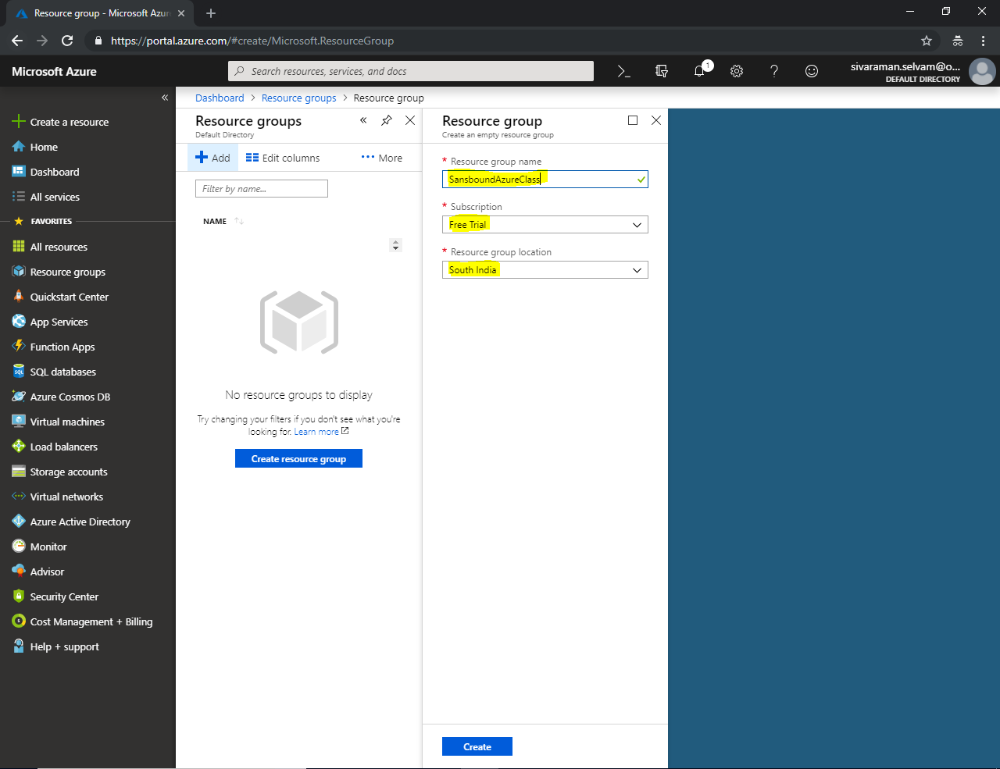 Resource group - Microsoft Azur
https://portal.azure.com/#create/Microsoft.ResourceGroup
Microsoft Azure
Search resources, services, and docs
1
sivaraman.selvam@o...
DEFAULT DIRECTORY
Create a resource
Home
Dashboard
All services
FAVORITES
All resources
Resource groups
Quickstart Center
App Services
Function Apps
SQL
SQL databases
Azure Cosmos DB
Virtual machines
Load balancers
Storage accounts
Virtual networks
Azure Active Directory
Monitor
Advisor
Security Center
Cost Management + Billing
Help + support
Dashboard > Resource groups > Resource group
Resource groups
Default Directory
Add
Edit columns
More
Filter by name...
NAME
No resource groups to display
Try changing your filters if you don't see what you're
looking for. Learn more
Create resource group
Resource group
Create an empty resource group
* Resource group name
SansboundAzureClass
* Subscription
Free Trial
* Resource group location
South India
Create